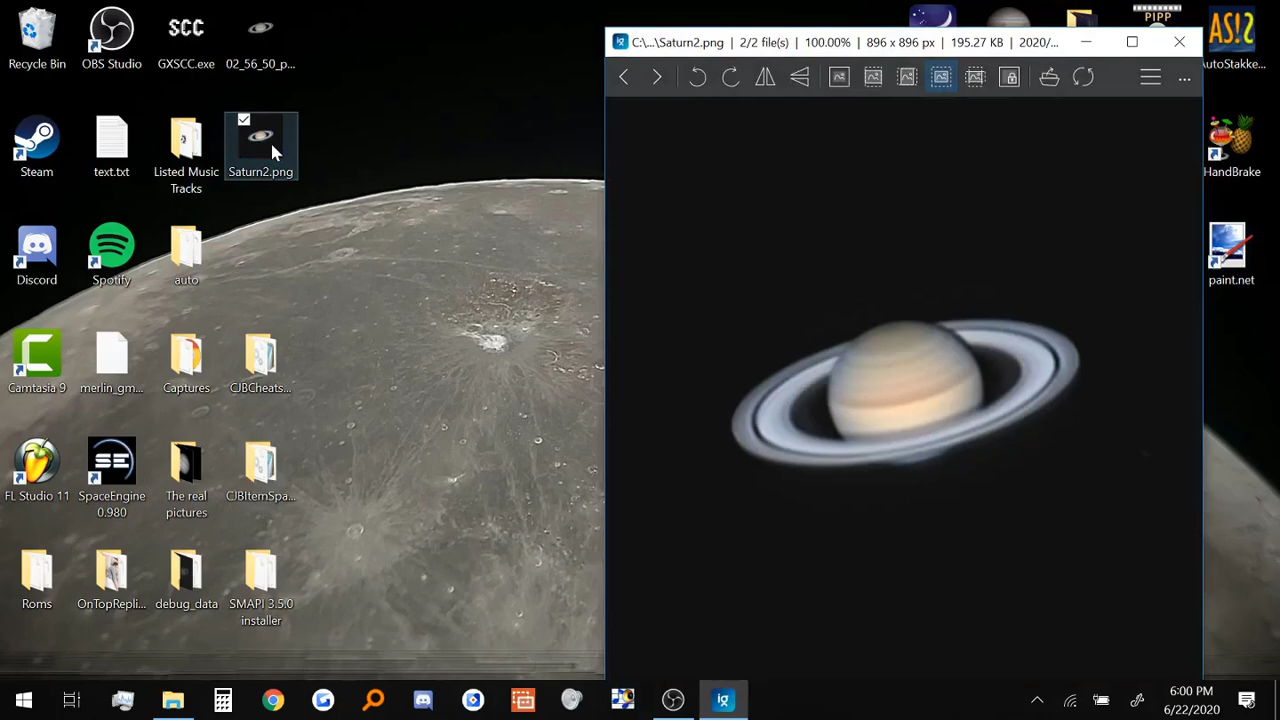 C:\...\Saturn2.png | 2/2 file(s) | 100.00% | 896 x 896 px | 195.27 KB | 2020/...
Recycle Bin
OBS Studio
SCC
GXSCC.exe
02_56_50_p...
PIPP
AS!S
AutoStakke...
Steam
text.txt
Listed Music
Tracks
Saturn2.png
HandBrake
Discord
Spotify
auto
paint.net
Camtasia 9
merlin_gm...
Captures
CJBCheats...
FL Studio 11
SE
SpaceEngine
0.980
The real
pictures
CJBItemSpa...
Roms
OnTopRepli...
debug_data
SMAPI 3.5.0
installer
ig
6:00 PM
6/22/2020